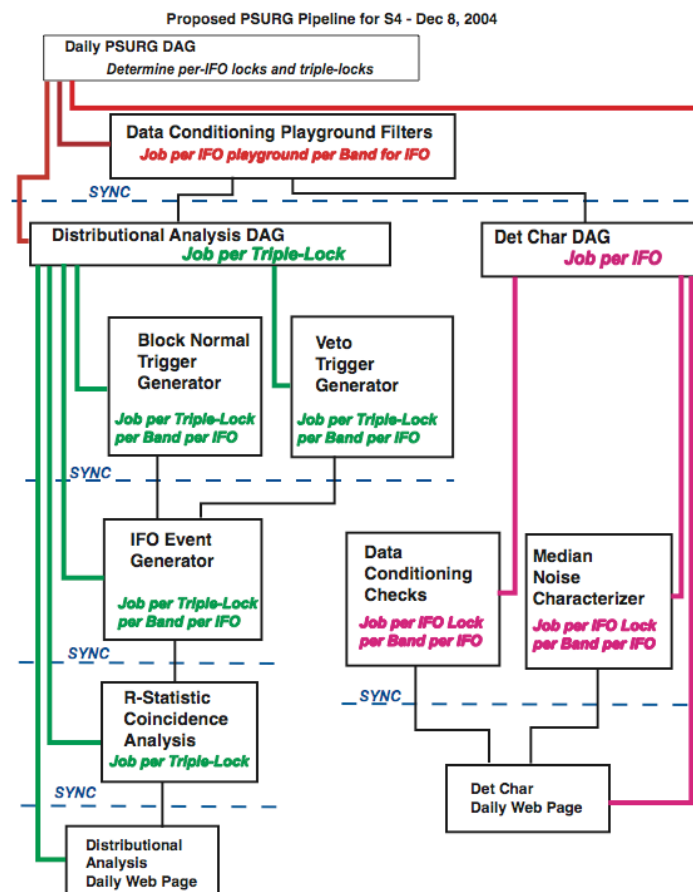 Proposed PSURG Pipeline for S4 - Dec 8, 2004
Daily PSURG DAG
Determine per-IFO locks and triple-locks
Data Conditioning Playground Filters
Job per IFO playground per Band for IFO
SYNC
Distributional Analysis DAG
Job per Triple-Lock
Det Char DAG
Job per IFO
Block Normal
Trigger
Generator
Job per Triple-Lock
per Band per IFO
Veto
Trigger
Generator
Job per Triple-Lock
per Band per IFO
SYNC
IFO Event
Generator
Job per Triple-Lock
per Band per IFO
Data
Conditioning
Checks
Job per IFO Lock
per Band per IFO
Median
Noise
Characterizer
Job per IFO Lock
per Band per IFO
SYNC
R-Statistic
Coincidence
Analysis
Job per Triple-Lock
SYNC
Det Char
Daily Web Page
SYNC
Distributional
Analysis
Daily Web Page